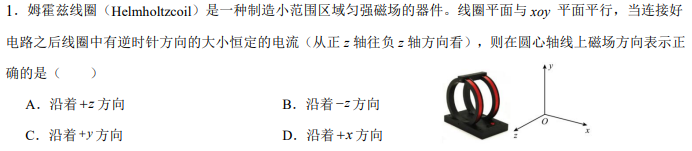 1．姆霍兹线圈（Helmholtzcoil）是一种制造小范围区域匀强磁场的器件。线圈平面与 xoy 平面平行，当连接好
电路之后线圈中有逆时针方向的大小恒定的电流（从正 z 轴往负 z 轴方向看），则在圆心轴线上磁场方向表示正
确的是（　　）
A．沿着+z 方向　　B．沿着−z 方向
C．沿着+y 方向　　D．沿着+x 方向
y
O
z　x